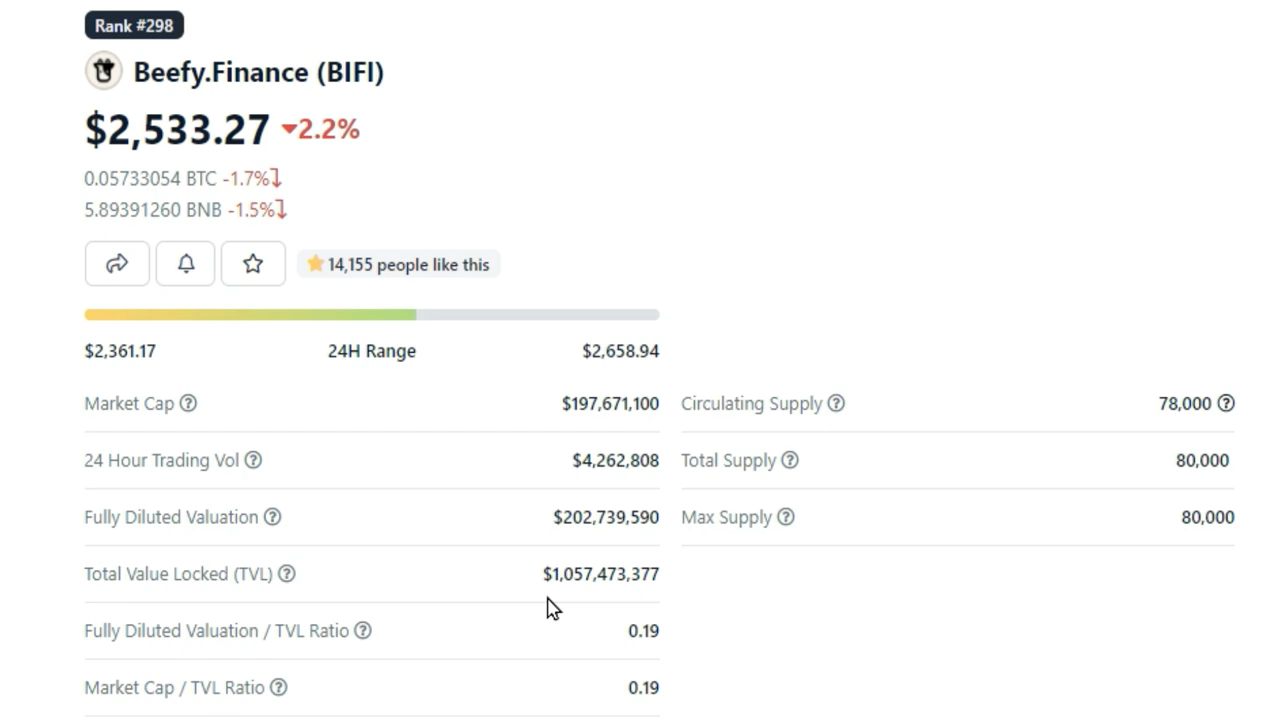 Rank #298
Beefy.Finance (BIFI)
$2,533.27 2.2%
0.05733054 BTC -1.7%
5.89391260 BNB -1.5%
14,155 people like this
$2,361.17 24H Range $2,658.94
Market Cap $197,671,100 Circulating Supply 78,000
24 Hour Trading Vol $4,262,808 Total Supply 80,000
Fully Diluted Valuation $202,739,590 Max Supply 80,000
Total Value Locked (TVL) $1,057,473,377
Fully Diluted Valuation / TVL Ratio 0.19
Market Cap / TVL Ratio 0.19